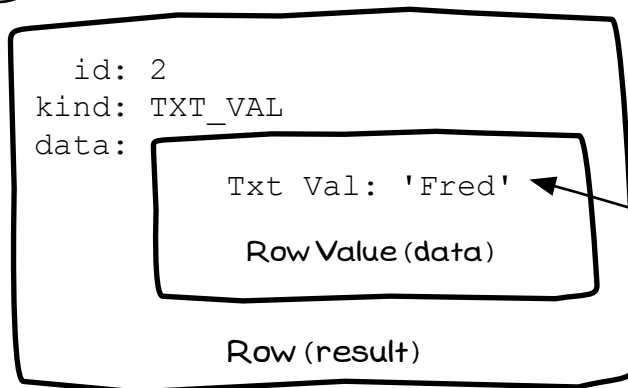 id: 2
kind: TXT_VAL
data:
Txt Val: 'Fred'
Row Value (data)
Row (result)